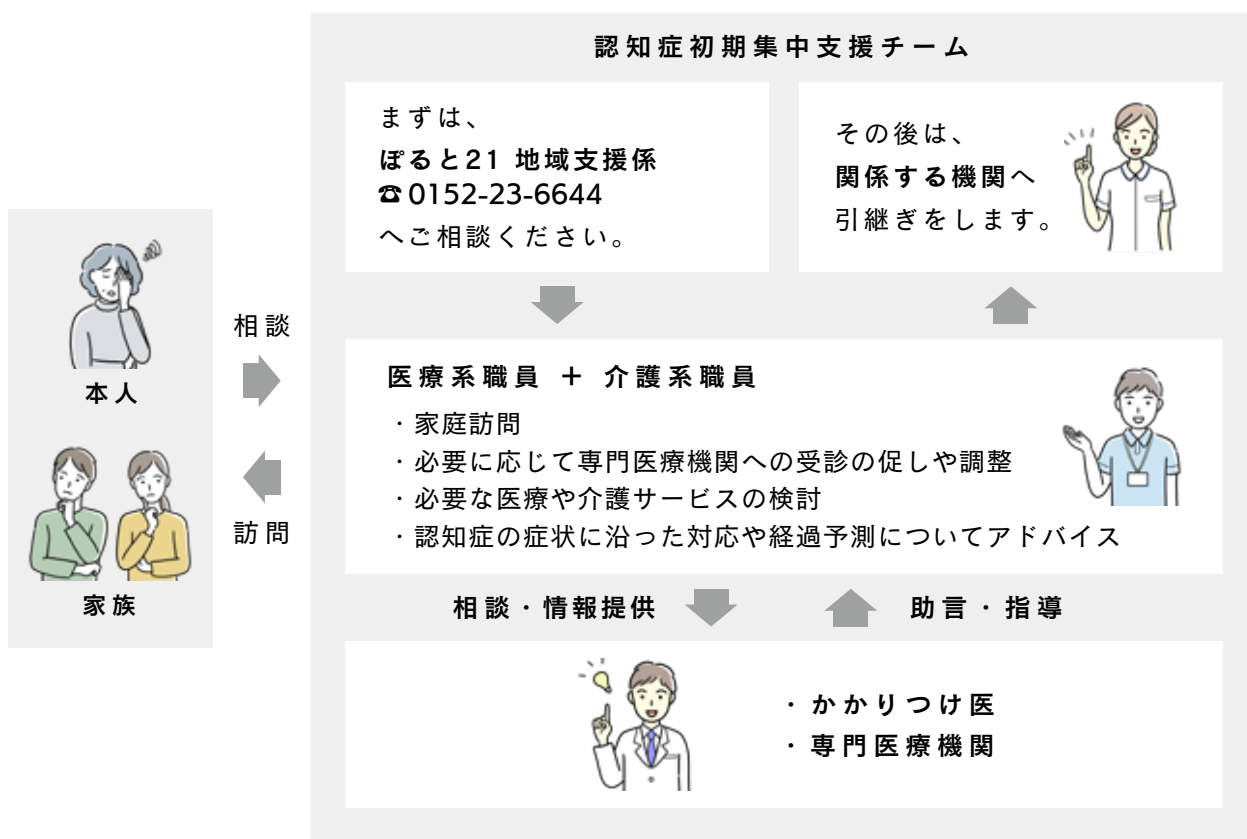 認知症初期集中支援チーム
まずは、
ぽると21 地域支援係
☎0152-23-6644
へご相談ください。
その後は、
関係する機関へ
引継ぎをします。
本人
家族
相談
訪問
医療系職員 ＋ 介護系職員
・家庭訪問
・必要に応じて専門医療機関への受診の促しや調整
・必要な医療や介護サービスの検討
・認知症の症状に沿った対応や経過予測についてアドバイス
相談・情報提供
助言・指導
・かかりつけ医
・専門医療機関